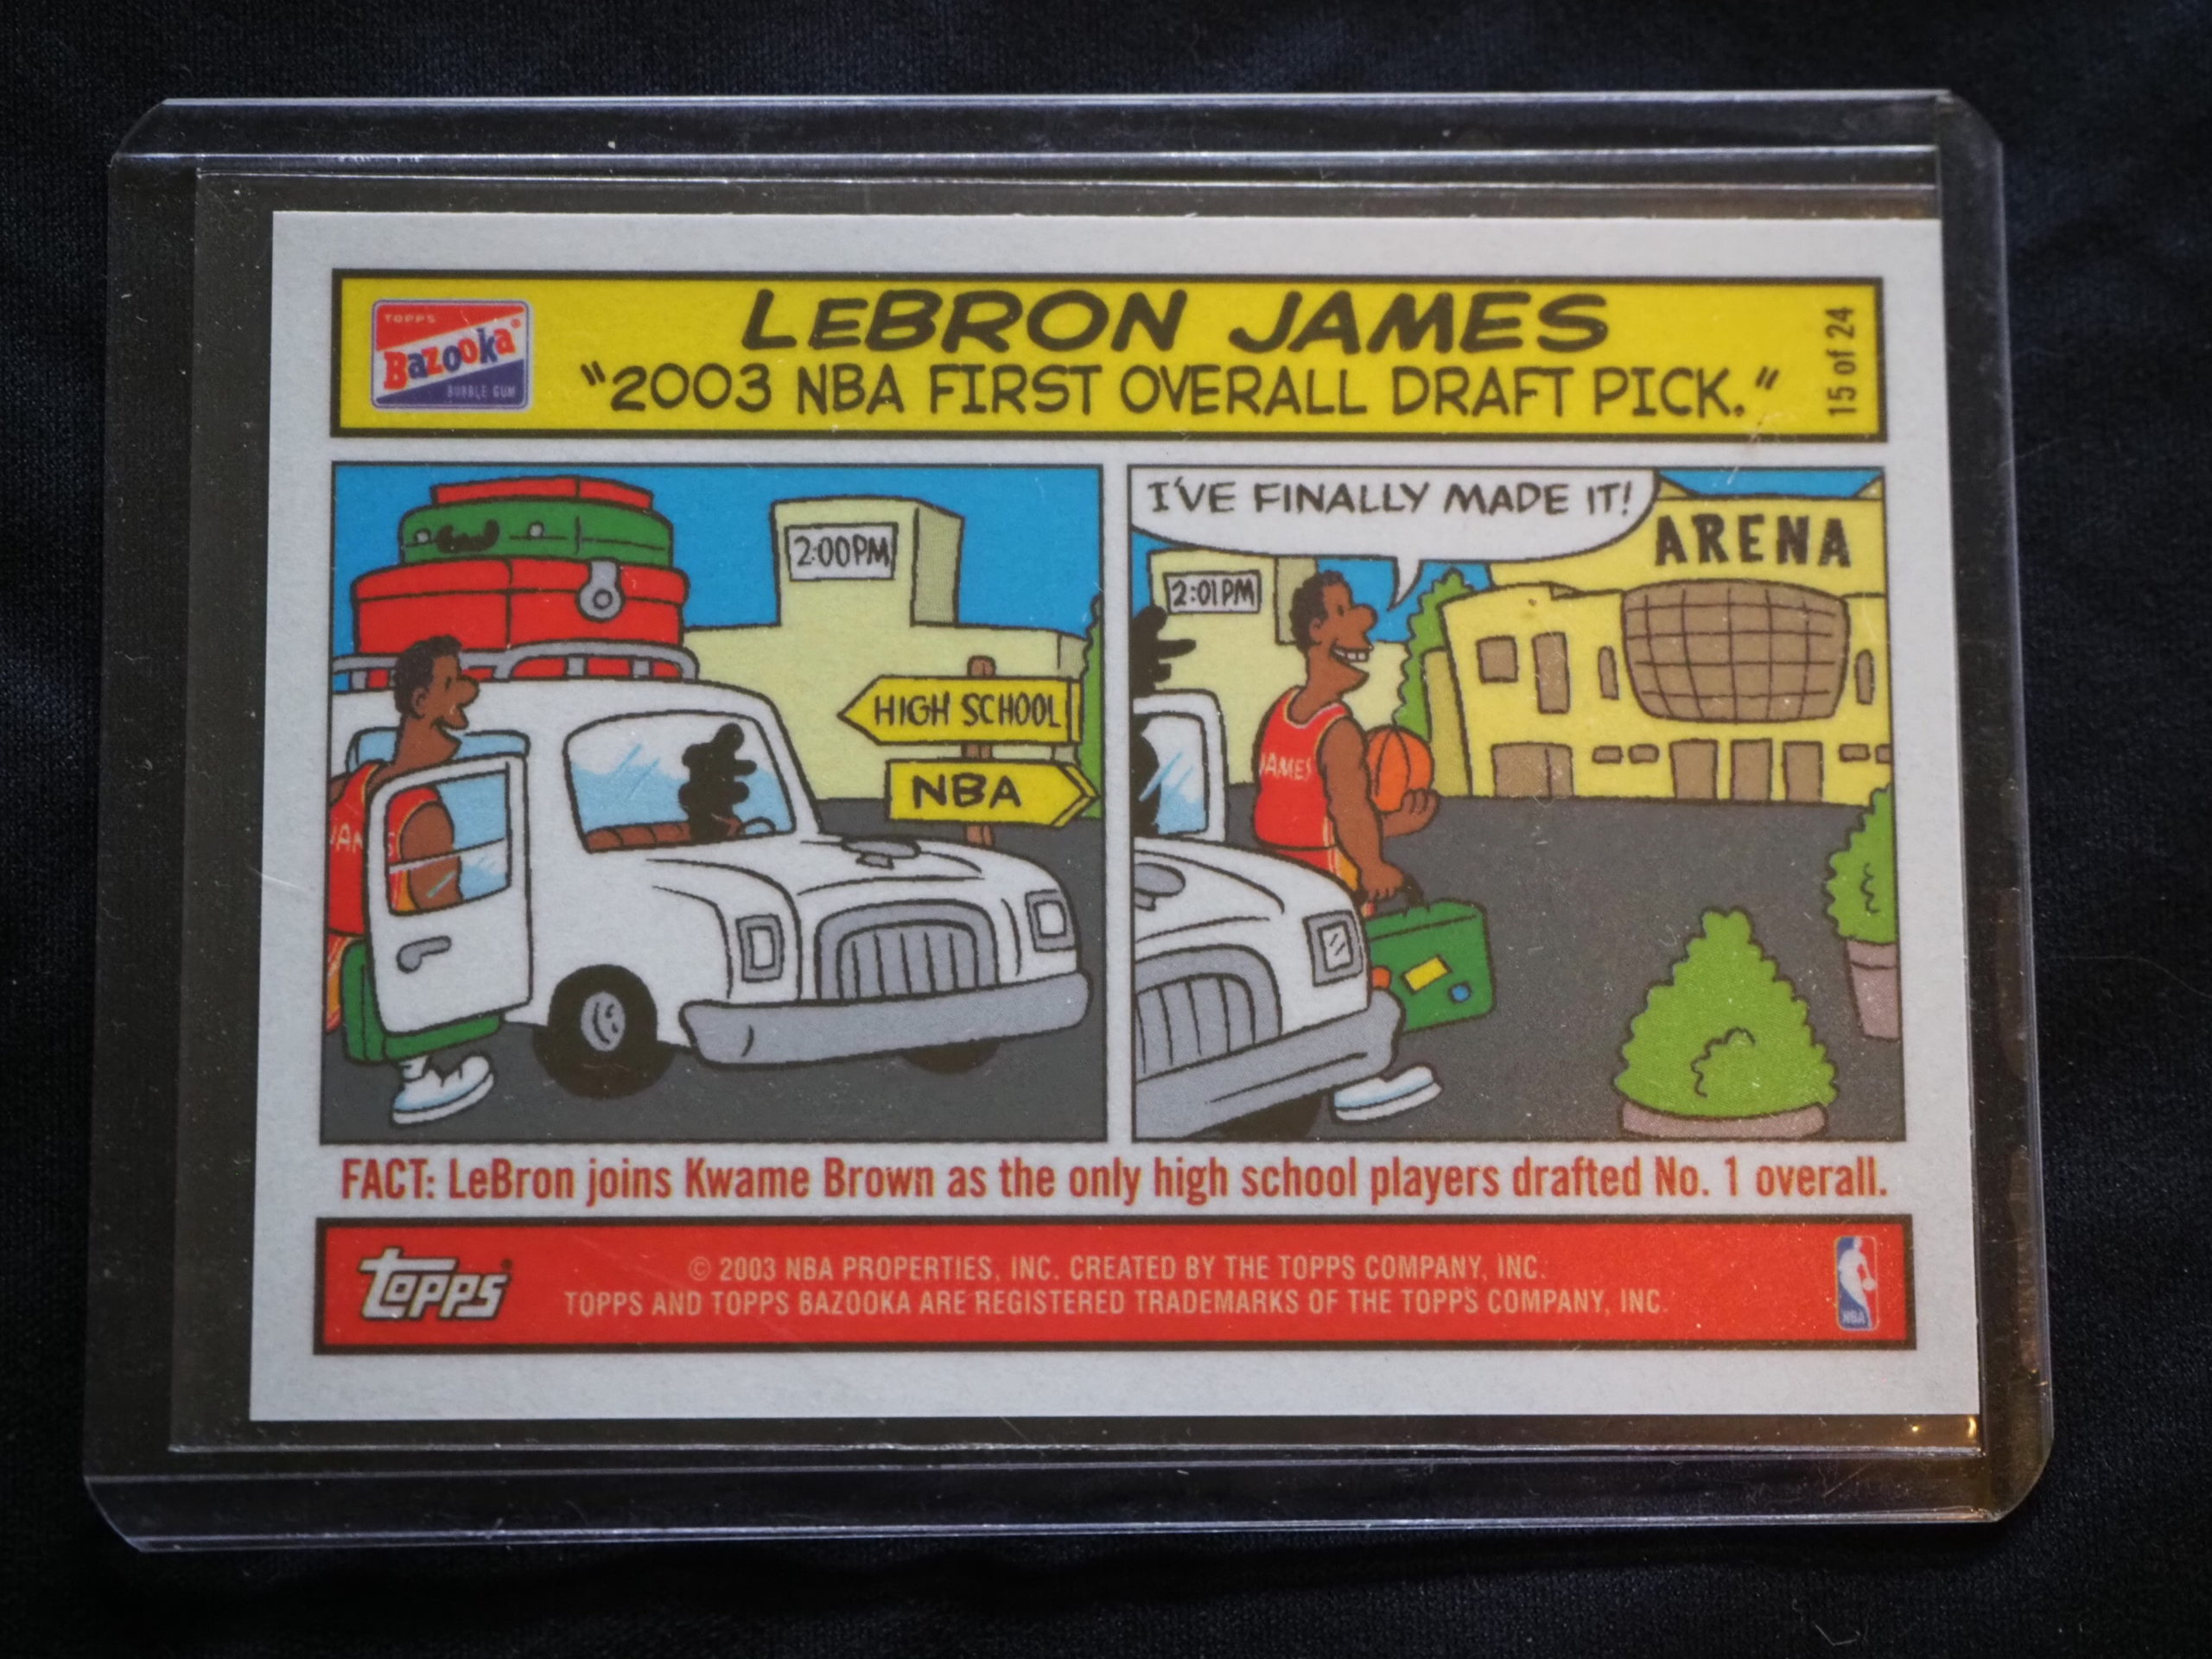 TOPPS
Bazooka®
BUBBLE GUM
LeBRON JAMES
"2003 NBA FIRST OVERALL DRAFT PICK."
15 of 24
2:00PM
HIGH SCHOOL
NBA
I'VE FINALLY MADE IT!
ARENA
2:01PM
JAMES
FACT: LeBron joins Kwame Brown as the only high school players drafted No. 1 overall.
topps®
© 2003 NBA PROPERTIES, INC. CREATED BY THE TOPPS COMPANY, INC.
TOPPS AND TOPPS BAZOOKA ARE REGISTERED TRADEMARKS OF THE TOPPS COMPANY, INC.
NBA